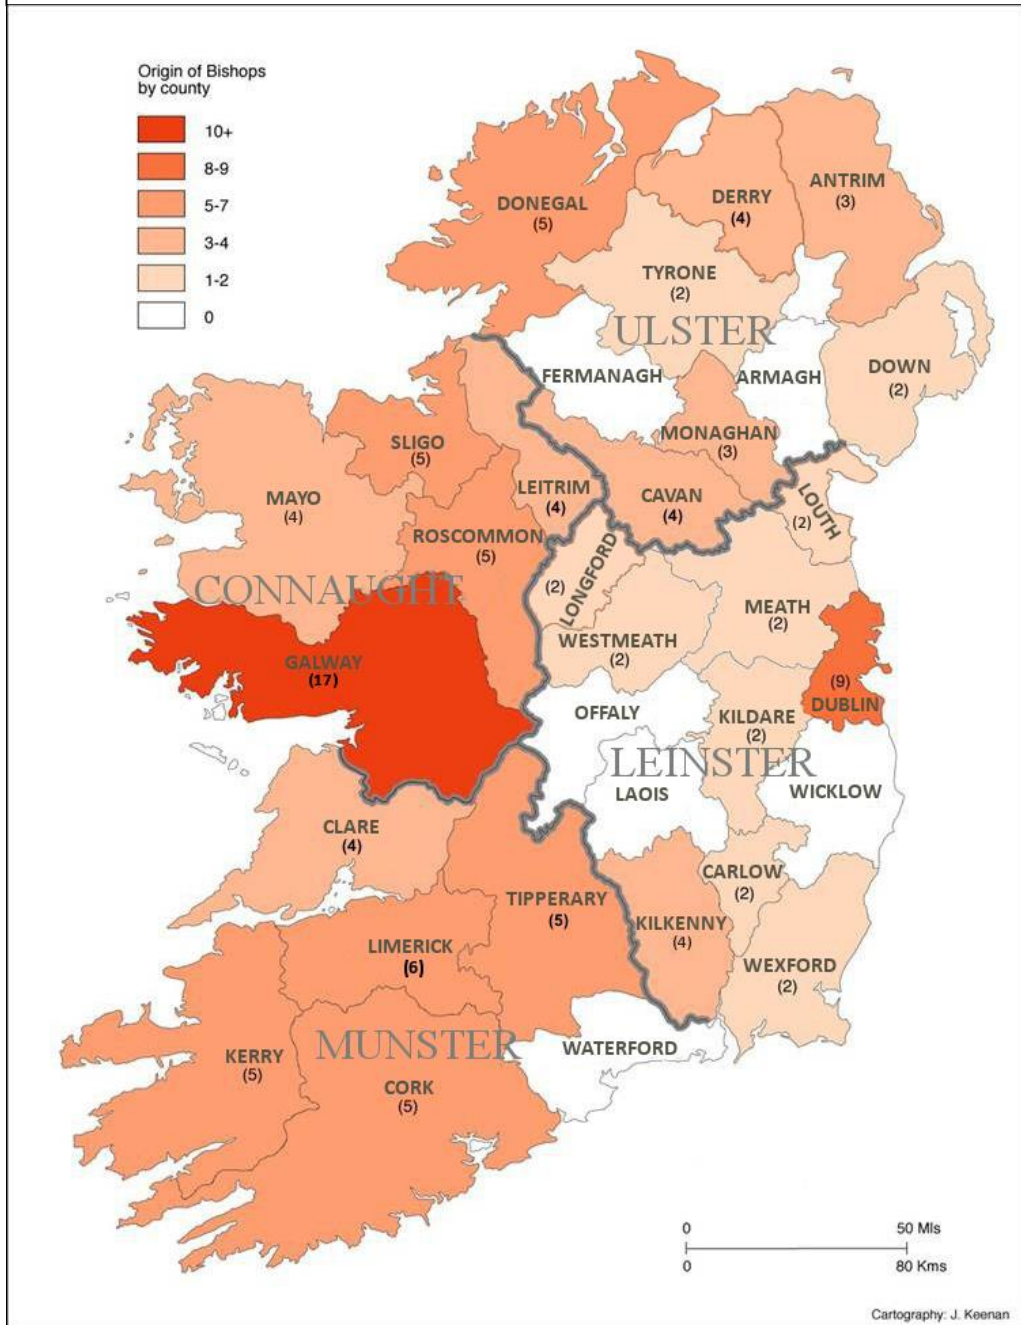 Origin of Bishops
by county
10+
8-9
5-7
3-4
1-2
0
DONEGAL
(5)
DERRY
(4)
ANTRIM
(3)
TYRONE
(2)
ULSTER
FERMANAGH
ARMAGH
DOWN
(2)
MONAGHAN
(3)
CAVAN
(4)
SLIGO
(5)
LEITRIM
(4)
MAYO
(4)
ROSCOMMON
(5)
CONNAUGHT
GALWAY
(17)
LOUTH
(2)
LONGFORD
(2)
MEATH
(2)
WESTMEATH
(2)
(9)
DUBLIN
OFFALY
KILDARE
(2)
LEINSTER
LAOIS
WICKLOW
CLARE
(4)
CARLOW
(2)
TIPPERARY
(5)
KILKENNY
(4)
LIMERICK
(6)
WEXFORD
(2)
MUNSTER
WATERFORD
KERRY
(5)
CORK
(5)
0 50 Mls
0 80 Kms
Cartography: J. Keenan